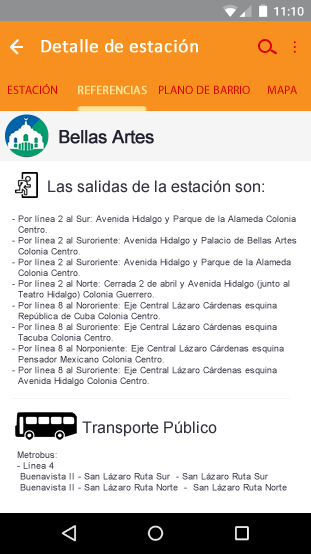 11:10
Detalle de estación
ESTACIÓN REFERENCIAS PLANO DE BARRIO MAPA
Bellas Artes
Las salidas de la estación son:
- Por línea 2 al Sur: Avenida Hidalgo y Parque de la Alameda Colonia
Centro.
- Por línea 2 al Suroriente: Avenida Hidalgo y Palacio de Bellas Artes
Colonia Centro.
- Por línea 2 al Suroriente: Avenida Hidalgo y Parque de la Alameda
Colonia Centro.
- Por línea 2 al Norte: Cerrada 2 de abril y Avenida Hidalgo (junto al
Teatro Hidalgo) Colonia Guerrero.
- Por línea 8 al Nororiente: Eje Central Lázaro Cárdenas esquina
República de Cuba Colonia Centro.
- Por línea 8 al Suroriente: Eje Central Lázaro Cárdenas esquina
Tacuba Colonia Centro.
- Por línea 8 al Norponiente: Eje Central Lázaro Cárdenas esquina
Pensador Mexicano Colonia Centro.
- Por línea 8 al Suroriente: Eje Central Lázaro Cárdenas esquina
Avenida Hidalgo Colonia Centro.
Transporte Público
Metrobus:
- Línea 4
Buenavista II - San Lázaro Ruta Sur - San Lázaro Ruta Sur
Buenavista II - San Lázaro Ruta Norte - San Lázaro Ruta Norte